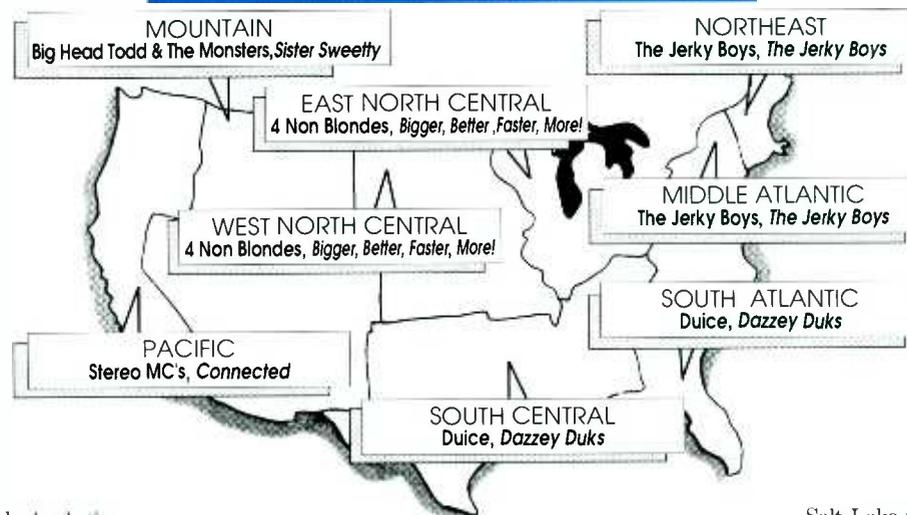 MOUNTAIN
Big Head Todd & The Monsters,Sister Sweetty
NORTHEAST
The Jerky Boys, The Jerky Boys
EAST NORTH CENTRAL
4 Non Blondes, Bigger, Better ,Faster, More!
MIDDLE ATLANTIC
The Jerky Boys, The Jerky Boys
WEST NORTH CENTRAL
4 Non Blondes, Bigger, Better, Faster, More!
SOUTH ATLANTIC
Duice, Dazzey Duks
PACIFIC
Stereo MC's, Connected
SOUTH CENTRAL
Duice, Dazzey Duks